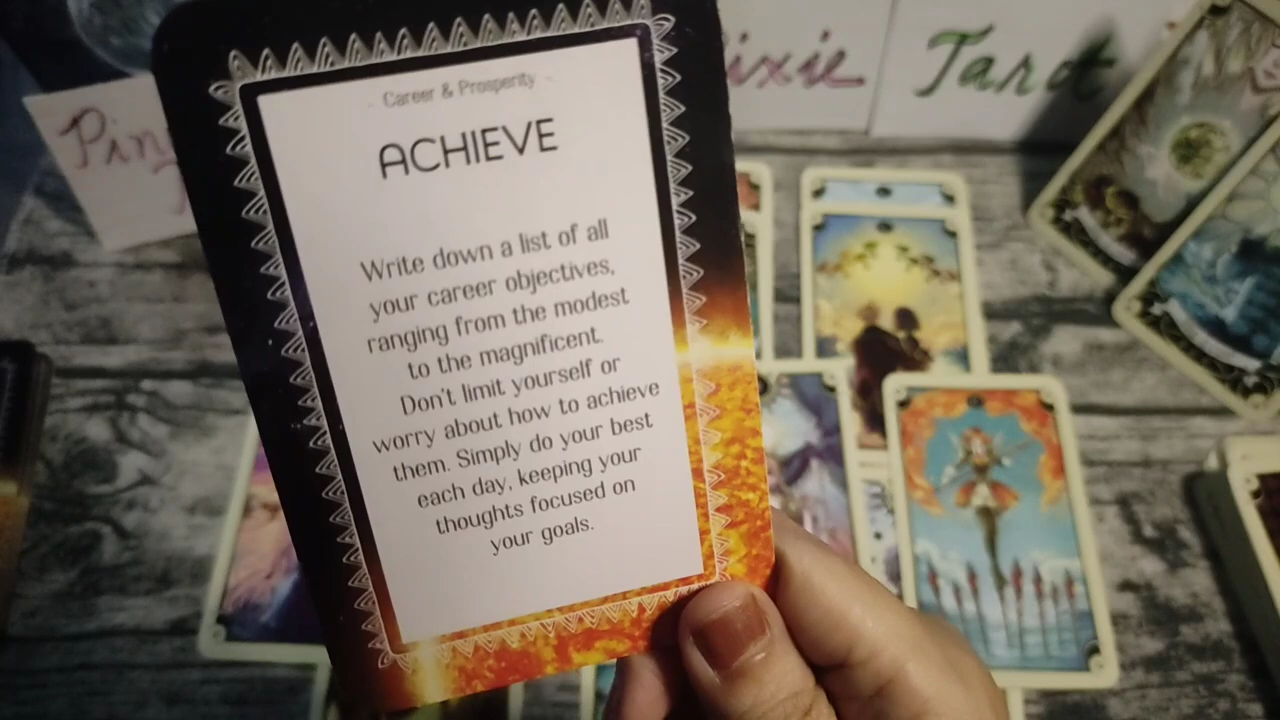 Career & Prosperity
ACHIEVE
Write down a list of all
your career objectives,
ranging from the modest
to the magnificent.
Don't limit yourself or
worry about how to achieve
them. Simply do your best
each day, keeping your
thoughts focused on
your goals.
Tarot